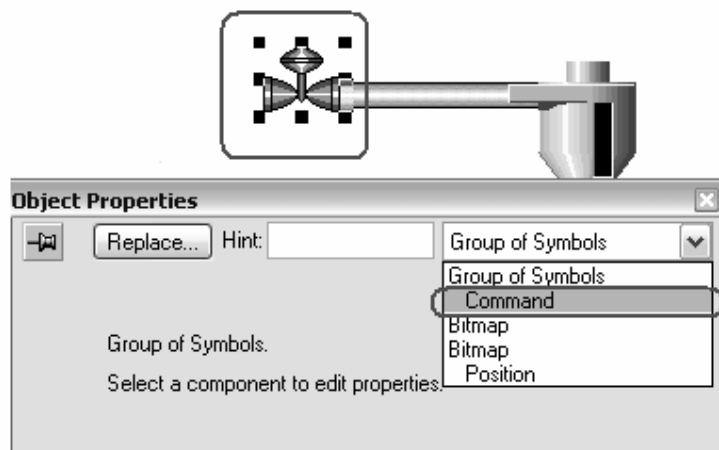 Object Properties
Replace... Hint: Group of Symbols
Group of Symbols
Command
Bitmap
Bitmap
Position
Group of Symbols.
Select a component to edit properties.